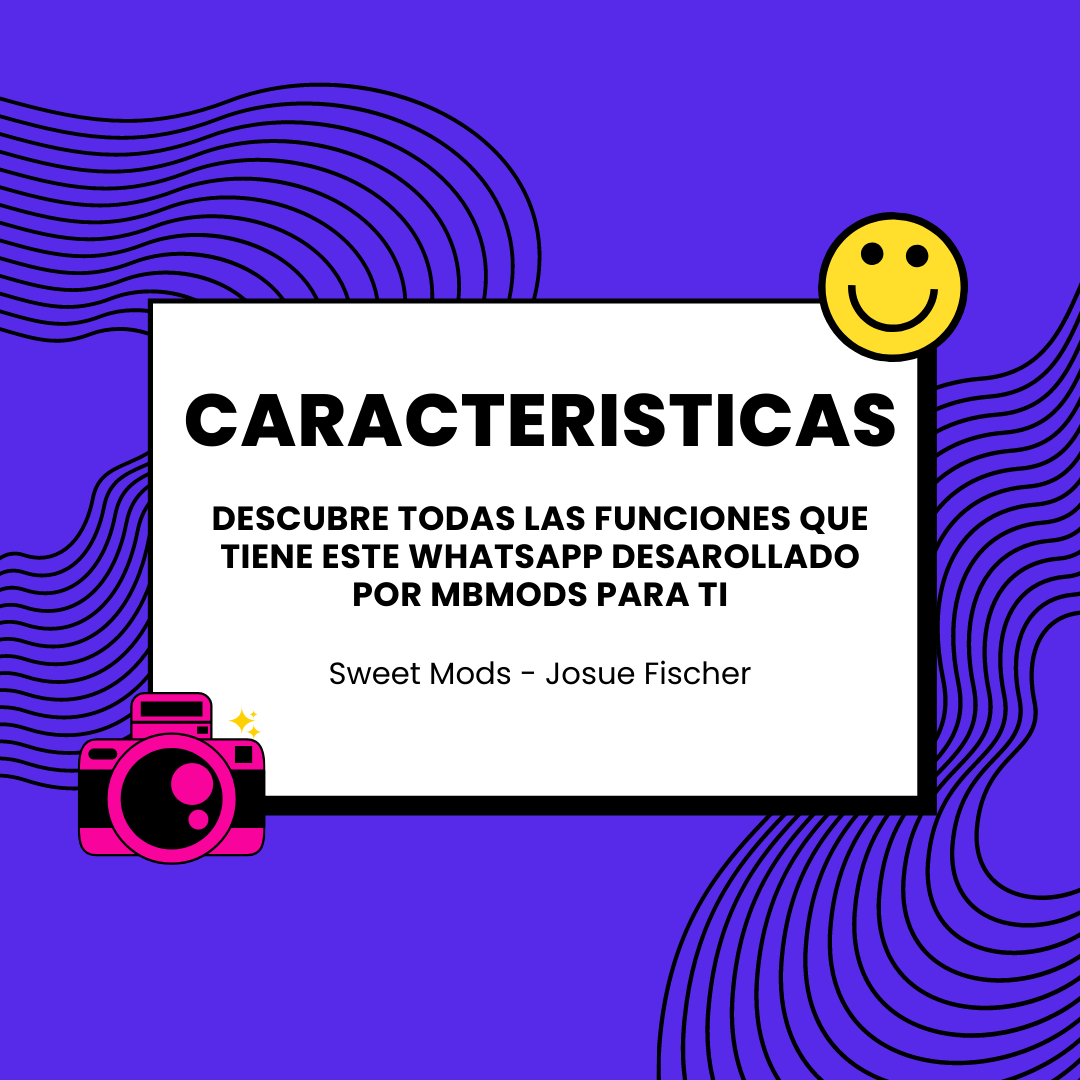 CARACTERISTICAS
DESCUBRE TODAS LAS FUNCIONES QUE
TIENE ESTE WHATSAPP DESAROLLADO
POR MBMODS PARA TI
Sweet Mods - Josue Fischer